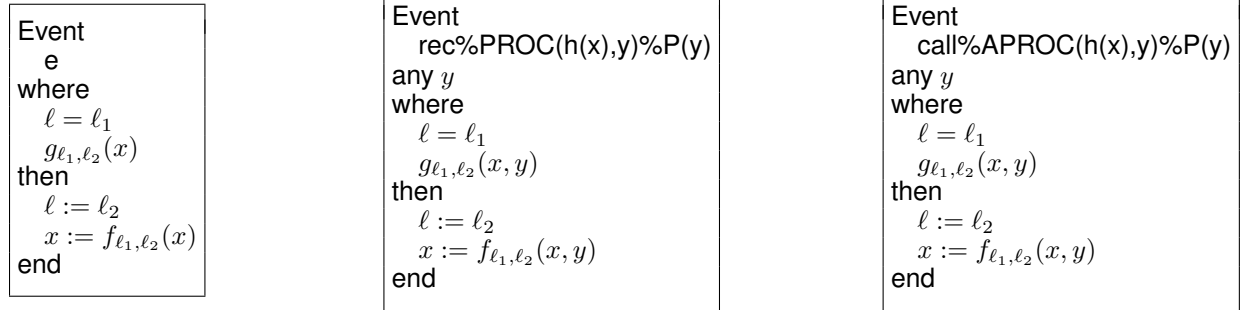 Event
e
where
ℓ = ℓ₁
g_{ℓ₁,ℓ₂}(x)
then
ℓ := ℓ₂
x := f_{ℓ₁,ℓ₂}(x)
end
Event
rec%PROC(h(x),y)%P(y)
any y
where
ℓ = ℓ₁
g_{ℓ₁,ℓ₂}(x, y)
then
ℓ := ℓ₂
x := f_{ℓ₁,ℓ₂}(x, y)
end
Event
call%APROC(h(x),y)%P(y)
any y
where
ℓ = ℓ₁
g_{ℓ₁,ℓ₂}(x, y)
then
ℓ := ℓ₂
x := f_{ℓ₁,ℓ₂}(x, y)
end